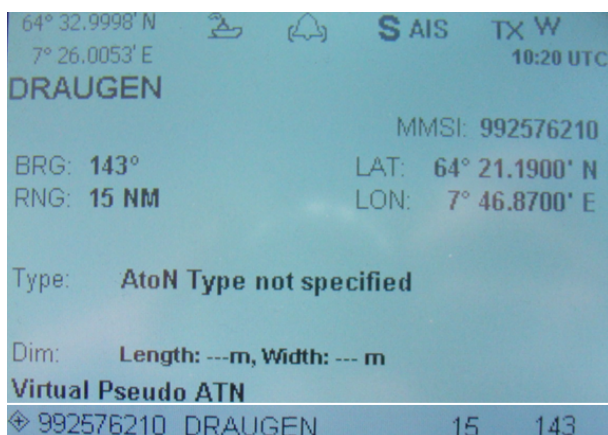 64° 32.9998' N S AIS TX W
7° 26.0053' E 10:20 UTC
DRAUGEN
MMSI: 992576210
BRG: 143° LAT: 64° 21.1900' N
RNG: 15 NM LON: 7° 46.8700' E
Type: AtoN Type not specified
Dim: Length: ---m, Width: --- m
Virtual Pseudo ATN
992576210 DRAUGEN 15 143